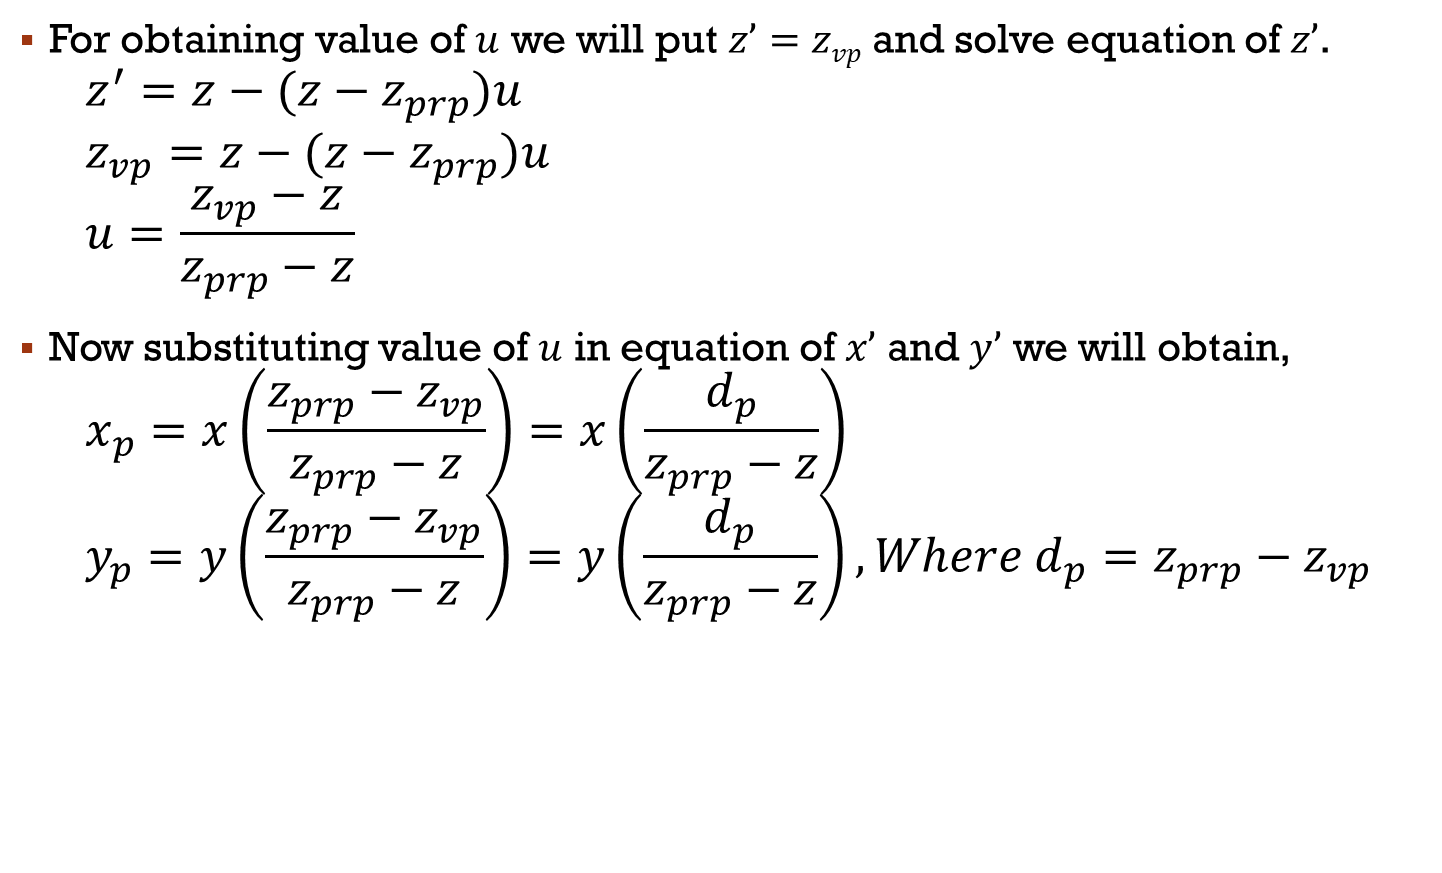 ▪ For obtaining value of u we will put z’ = z_vp and solve equation of z’.
z′ = z − (z − z_prp)u
z_vp = z − (z − z_prp)u
u = (z_vp − z)/(z_prp − z)
▪ Now substituting value of u in equation of x’ and y’ we will obtain,
x_p = x((z_prp − z_vp)/(z_prp − z)) = x(d_p/(z_prp − z))
y_p = y((z_prp − z_vp)/(z_prp − z)) = y(d_p/(z_prp − z)), Where d_p = z_prp − z_vp